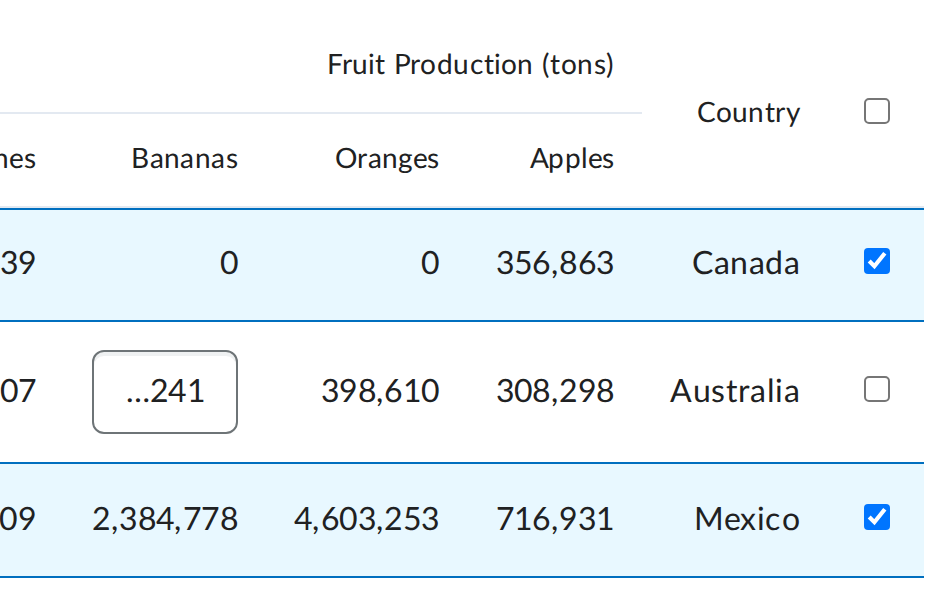 Fruit Production (tons)
Country
nes Bananas Oranges Apples
39 0 0 356,863 Canada
07 ...241 398,610 308,298 Australia
09 2,384,778 4,603,253 716,931 Mexico